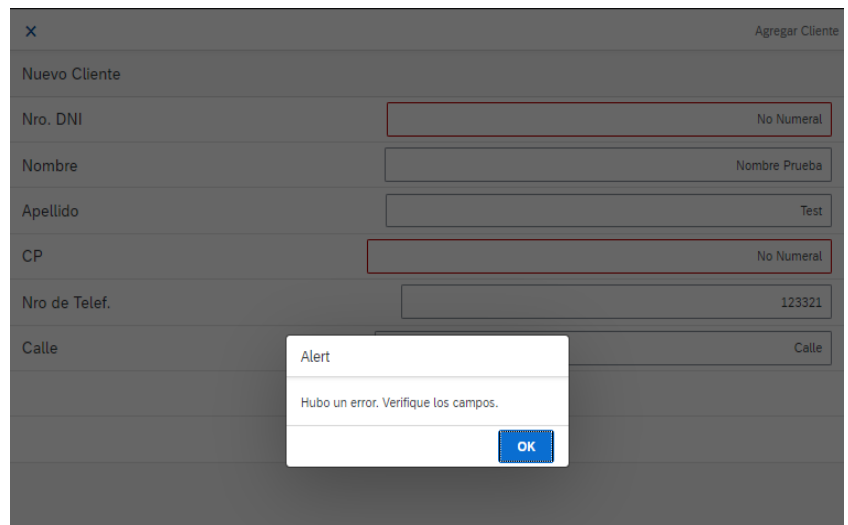 Agregar Cliente
Nuevo Cliente
Nro. DNI No Numeral
Nombre Nombre Prueba
Apellido Test
CP No Numeral
Nro de Telef. 123321
Calle Calle
Alert
Hubo un error. Verifique los campos.
OK